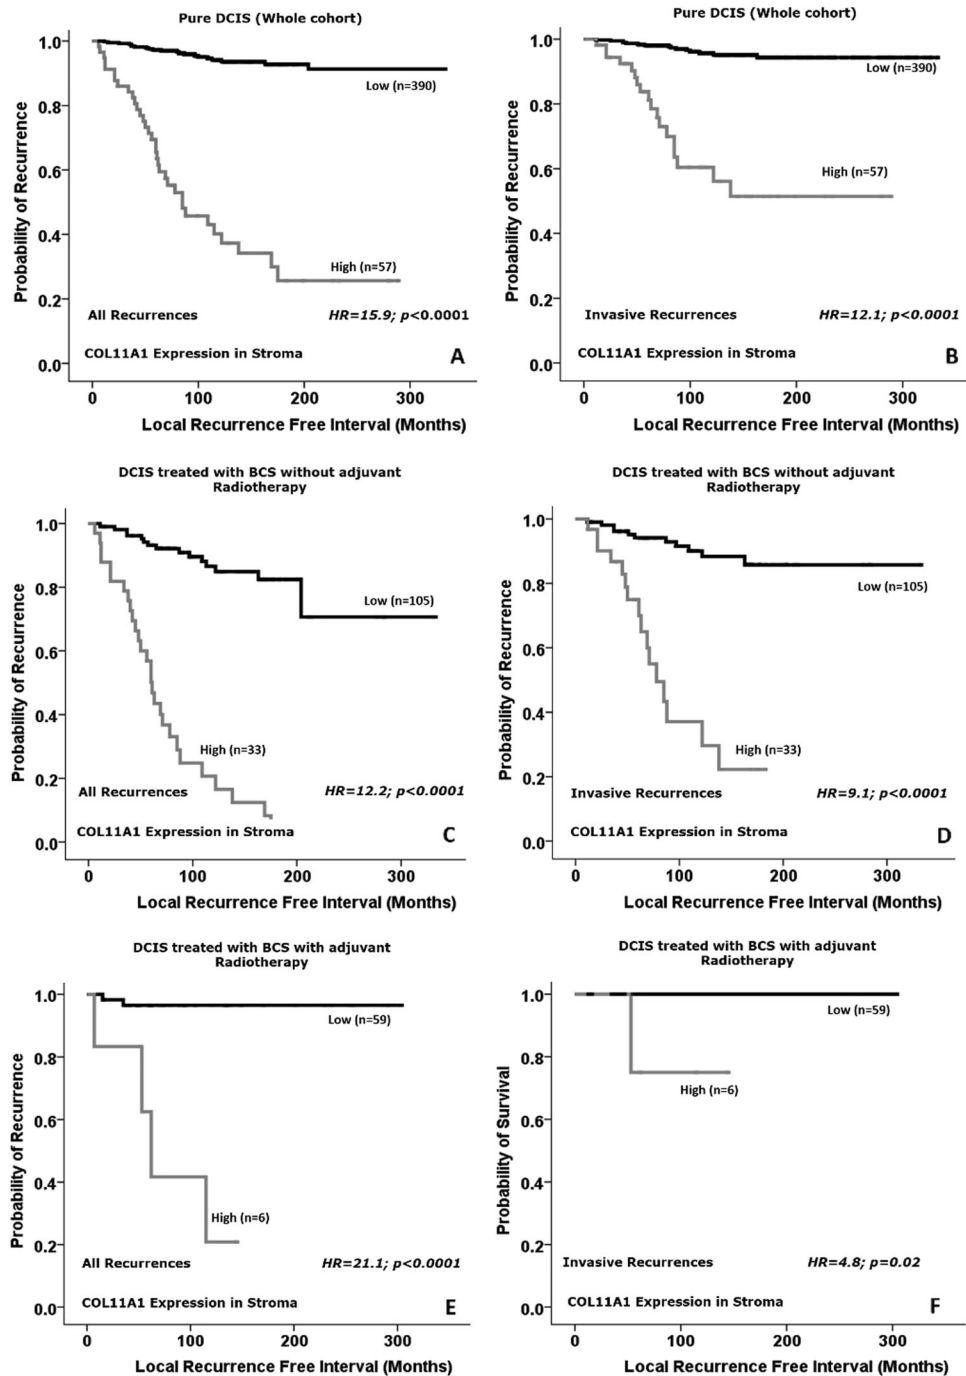 Pure DCIS (Whole cohort)
Probability of Recurrence
1.0
0.8
0.6
0.4
0.2
0.0
Low (n=390)
High (n=57)
All Recurrences
HR=15.9; p<0.0001
COL11A1 Expression in Stroma
A
0 100 200 300
Local Recurrence Free Interval (Months)
Pure DCIS (Whole cohort)
Probability of Recurrence
1.0
0.8
0.6
0.4
0.2
0.0
Low (n=390)
High (n=57)
Invasive Recurrences
HR=12.1; p<0.0001
COL11A1 Expression in Stroma
B
0 100 200 300
Local Recurrence Free Interval (Months)
DCIS treated with BCS without adjuvant
Radiotherapy
Probability of Recurrence
1.0
0.8
0.6
0.4
0.2
0.0
Low (n=105)
High (n=33)
All Recurrences
HR=12.2; p<0.0001
COL11A1 Expression in Stroma
C
0 100 200 300
Local Recurrence Free Interval (Months)
DCIS treated with BCS without adjuvant
Radiotherapy
Probability of Recurrence
1.0
0.8
0.6
0.4
0.2
0.0
Low (n=105)
High (n=33)
Invasive Recurrences
HR=9.1; p<0.0001
COL11A1 Expression in Stroma
D
0 100 200 300
Local Recurrence Free Interval (Months)
DCIS treated with BCS with adjuvant
Radiotherapy
Probability of Recurrence
1.0
0.8
0.6
0.4
0.2
0.0
Low (n=59)
High (n=6)
All Recurrences
HR=21.1; p<0.0001
COL11A1 Expression in Stroma
E
0 100 200 300
Local Recurrence Free Interval (Months)
DCIS treated with BCS with adjuvant
Radiotherapy
Probability of Survival
1.0
0.8
0.6
0.4
0.2
0.0
Low (n=59)
High (n=6)
Invasive Recurrences
HR=4.8; p=0.02
COL11A1 Expression in Stroma
F
0 100 200 300
Local Recurrence Free Interval (Months)